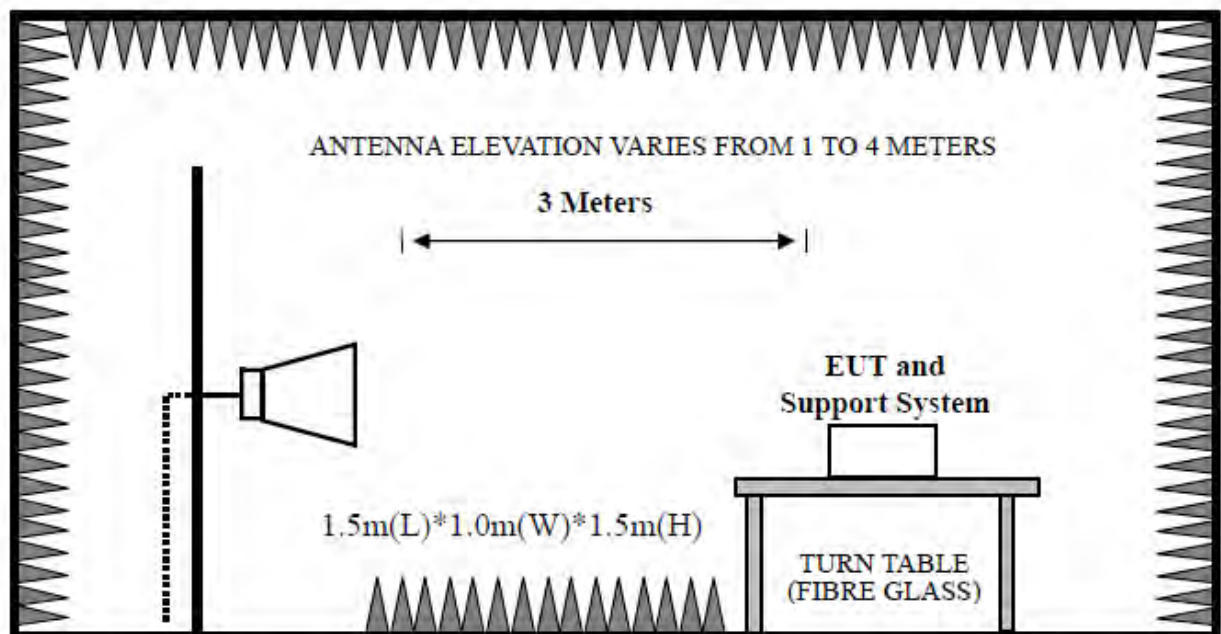 ANTENNA ELEVATION VARIES FROM 1 TO 4 METERS
3 Meters
EUT and
Support System
1.5m(L)*1.0m(W)*1.5m(H)
TURN TABLE
(FIBRE GLASS)